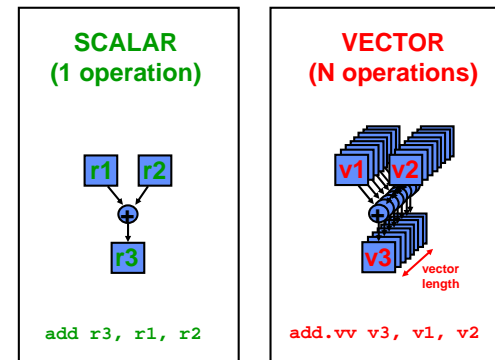 SCALAR
(1 operation)
r1 r2
+
r3
add r3, r1, r2
VECTOR
(N operations)
v1 v2
+
v3
vector
length
add.vv v3, v1, v2